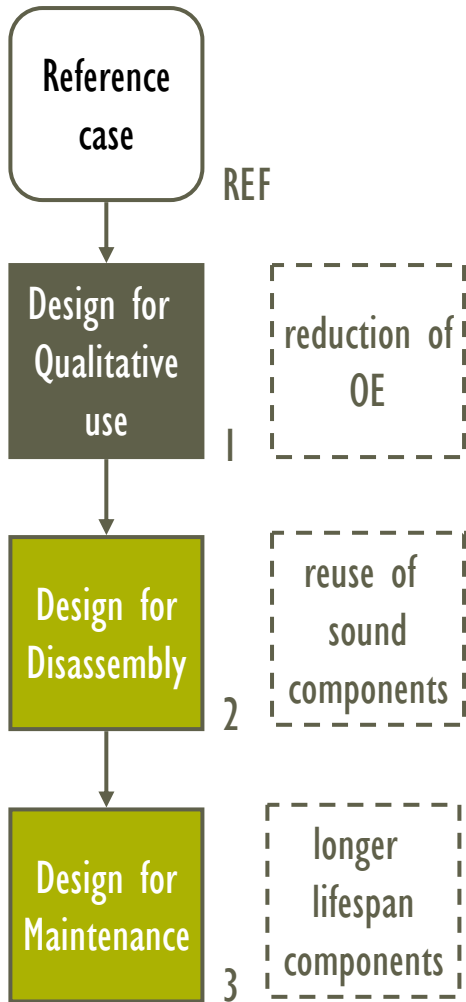 Reference
case
REF
Design for
Qualitative
use
1
reduction of
OE
Design for
Disassembly
2
reuse of
sound
components
Design for
Maintenance
3
longer
lifespan
components